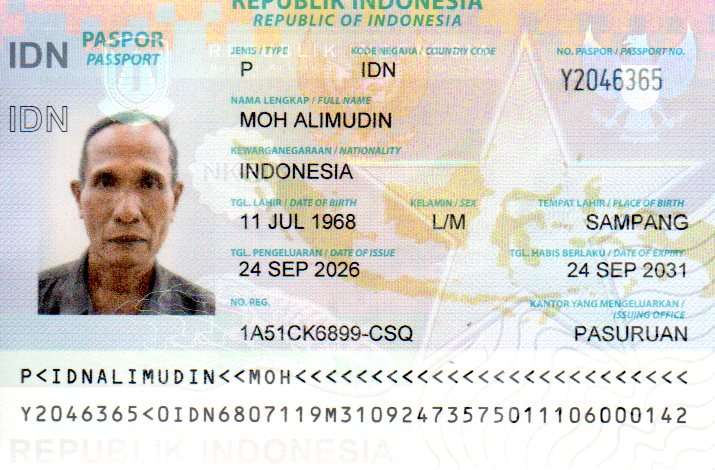 REPUBLIK INDONESIA
REPUBLIC OF INDONESIA
IDN PASPOR
PASSPORT
IDN
JENIS / TYPE KODE NEGARA / COUNTRY CODE NO. PASPOR / PASSPORT NO.
P IDN Y2046365
NAMA LENGKAP / FULL NAME
MOH ALIMUDIN
KEWARGANEGARAAN / NATIONALITY
INDONESIA
TGL. LAHIR / DATE OF BIRTH KELAMIN / SEX TEMPAT LAHIR / PLACE OF BIRTH
11 JUL 1968 L/M SAMPANG
TGL. PENGELUARAN / DATE OF ISSUE TGL. HABIS BERLAKU / DATE OF EXPIRY
24 SEP 2026 24 SEP 2031
NO. REG. KANTOR YANG MENGELUARKAN /
ISSUING OFFICE
1A51CK6899-CSQ PASURUAN
P<IDNALIMUDIN<<MOH<<<<<<<<<<<<<<<<<<<<<<<<<<
Y2046365<0IDN6807119M31092473575011106000142
REPUBLIK INDONESIA